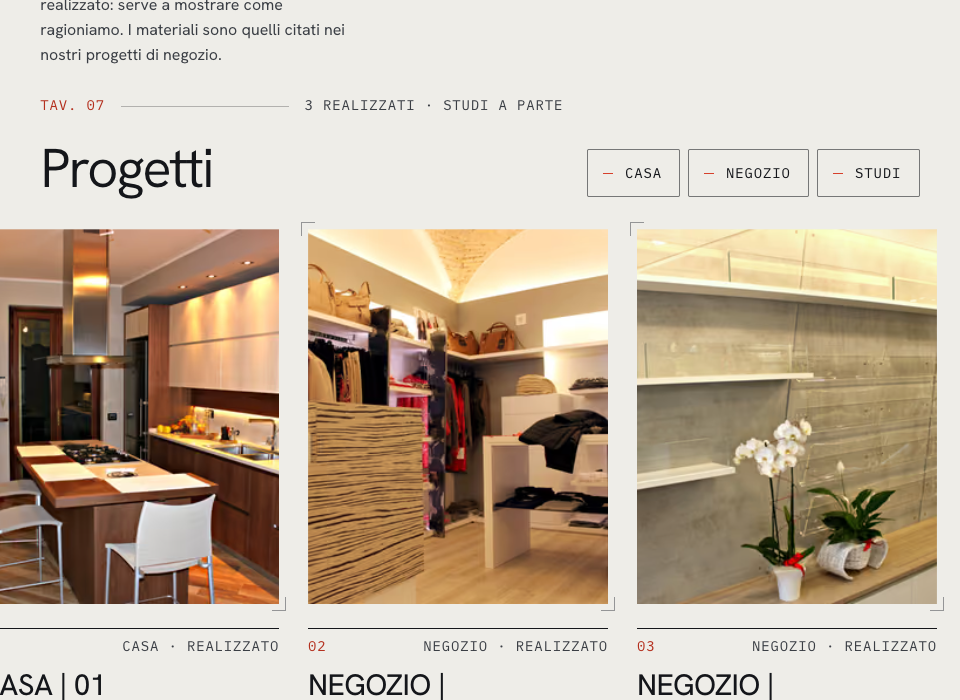 realizzato: serve a mostrare come
ragioniamo. I materiali sono quelli citati nei
nostri progetti di negozio.
TAV. 07
3 REALIZZATI · STUDI A PARTE
Progetti
— CASA
— NEGOZIO
— STUDI
CASA · REALIZZATO
02
NEGOZIO · REALIZZATO
03
NEGOZIO · REALIZZATO
ASA | 01
NEGOZIO |
NEGOZIO |